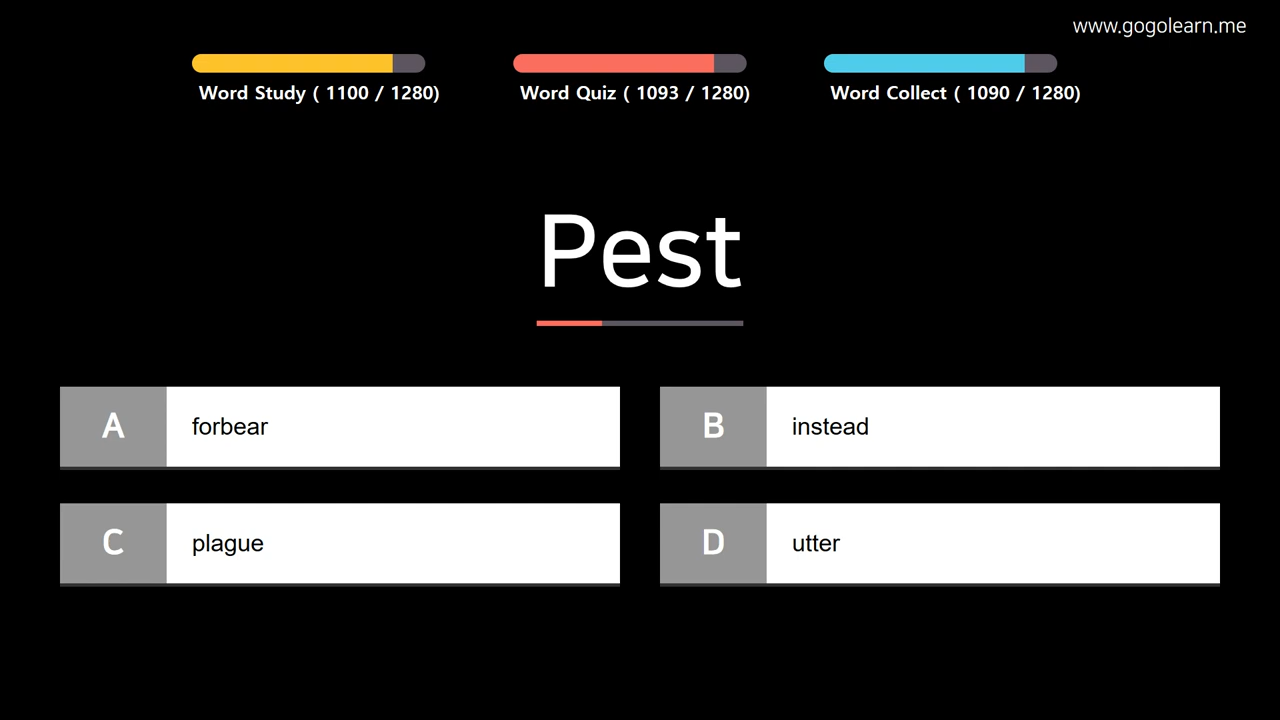 www.gogolearn.me
Word Study ( 1100 / 1280)
Word Quiz ( 1093 / 1280)
Word Collect ( 1090 / 1280)
Pest
A forbear
B instead
C plague
D utter